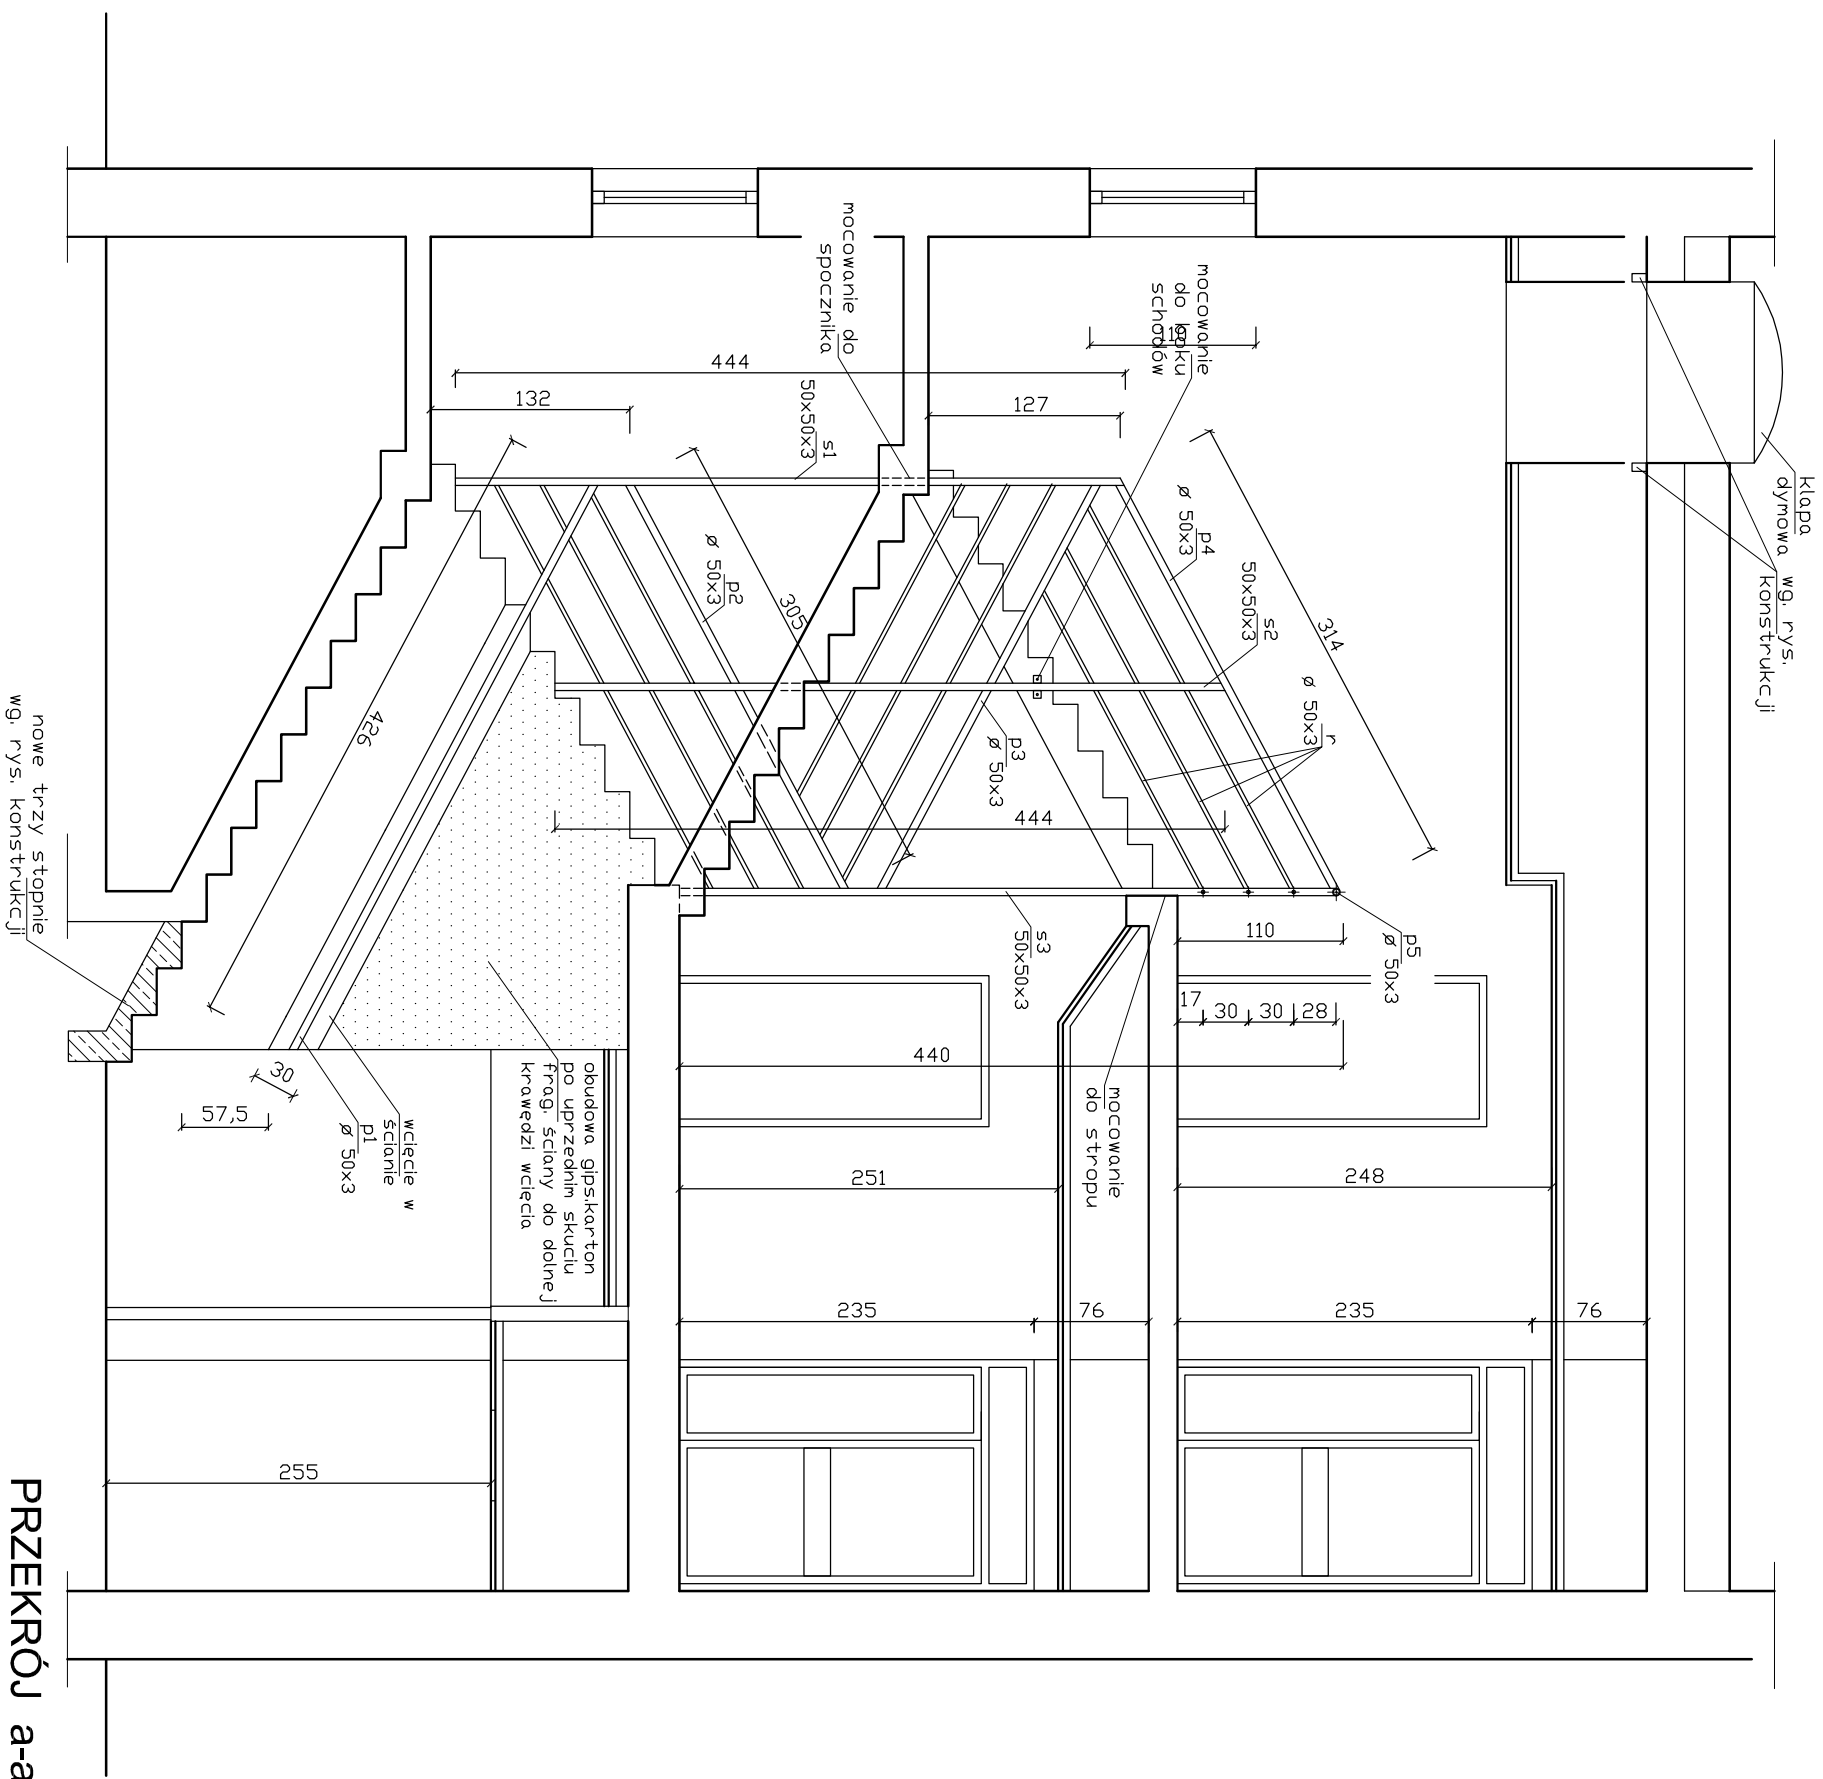 klapa
dymowa
wg. rys.
konstrukcji
mocowanie
do boku
schodów
110
mocowanie do
spocznika
444
132
127
s1
50x50x3
p4
ø 50x3
s2
50x50x3
314
r
ø 50x3
p2
ø 50x3
305
p3
ø 50x3
444
426
nowe trzy stopnie
wg. rys. konstrukcji
s3
50x50x3
110
p5
ø 50x3
17
30
30
28
440
mocowanie
do stropu
30
57,5
wcięcie w
ścianie
p1
ø 50x3
obudowa gips.karton
po uprzednim skuciu
frag. ściany do dolnej
krawędzi wcięcia
251
248
235
76
235
76
255
PRZEKRÓJ a-a